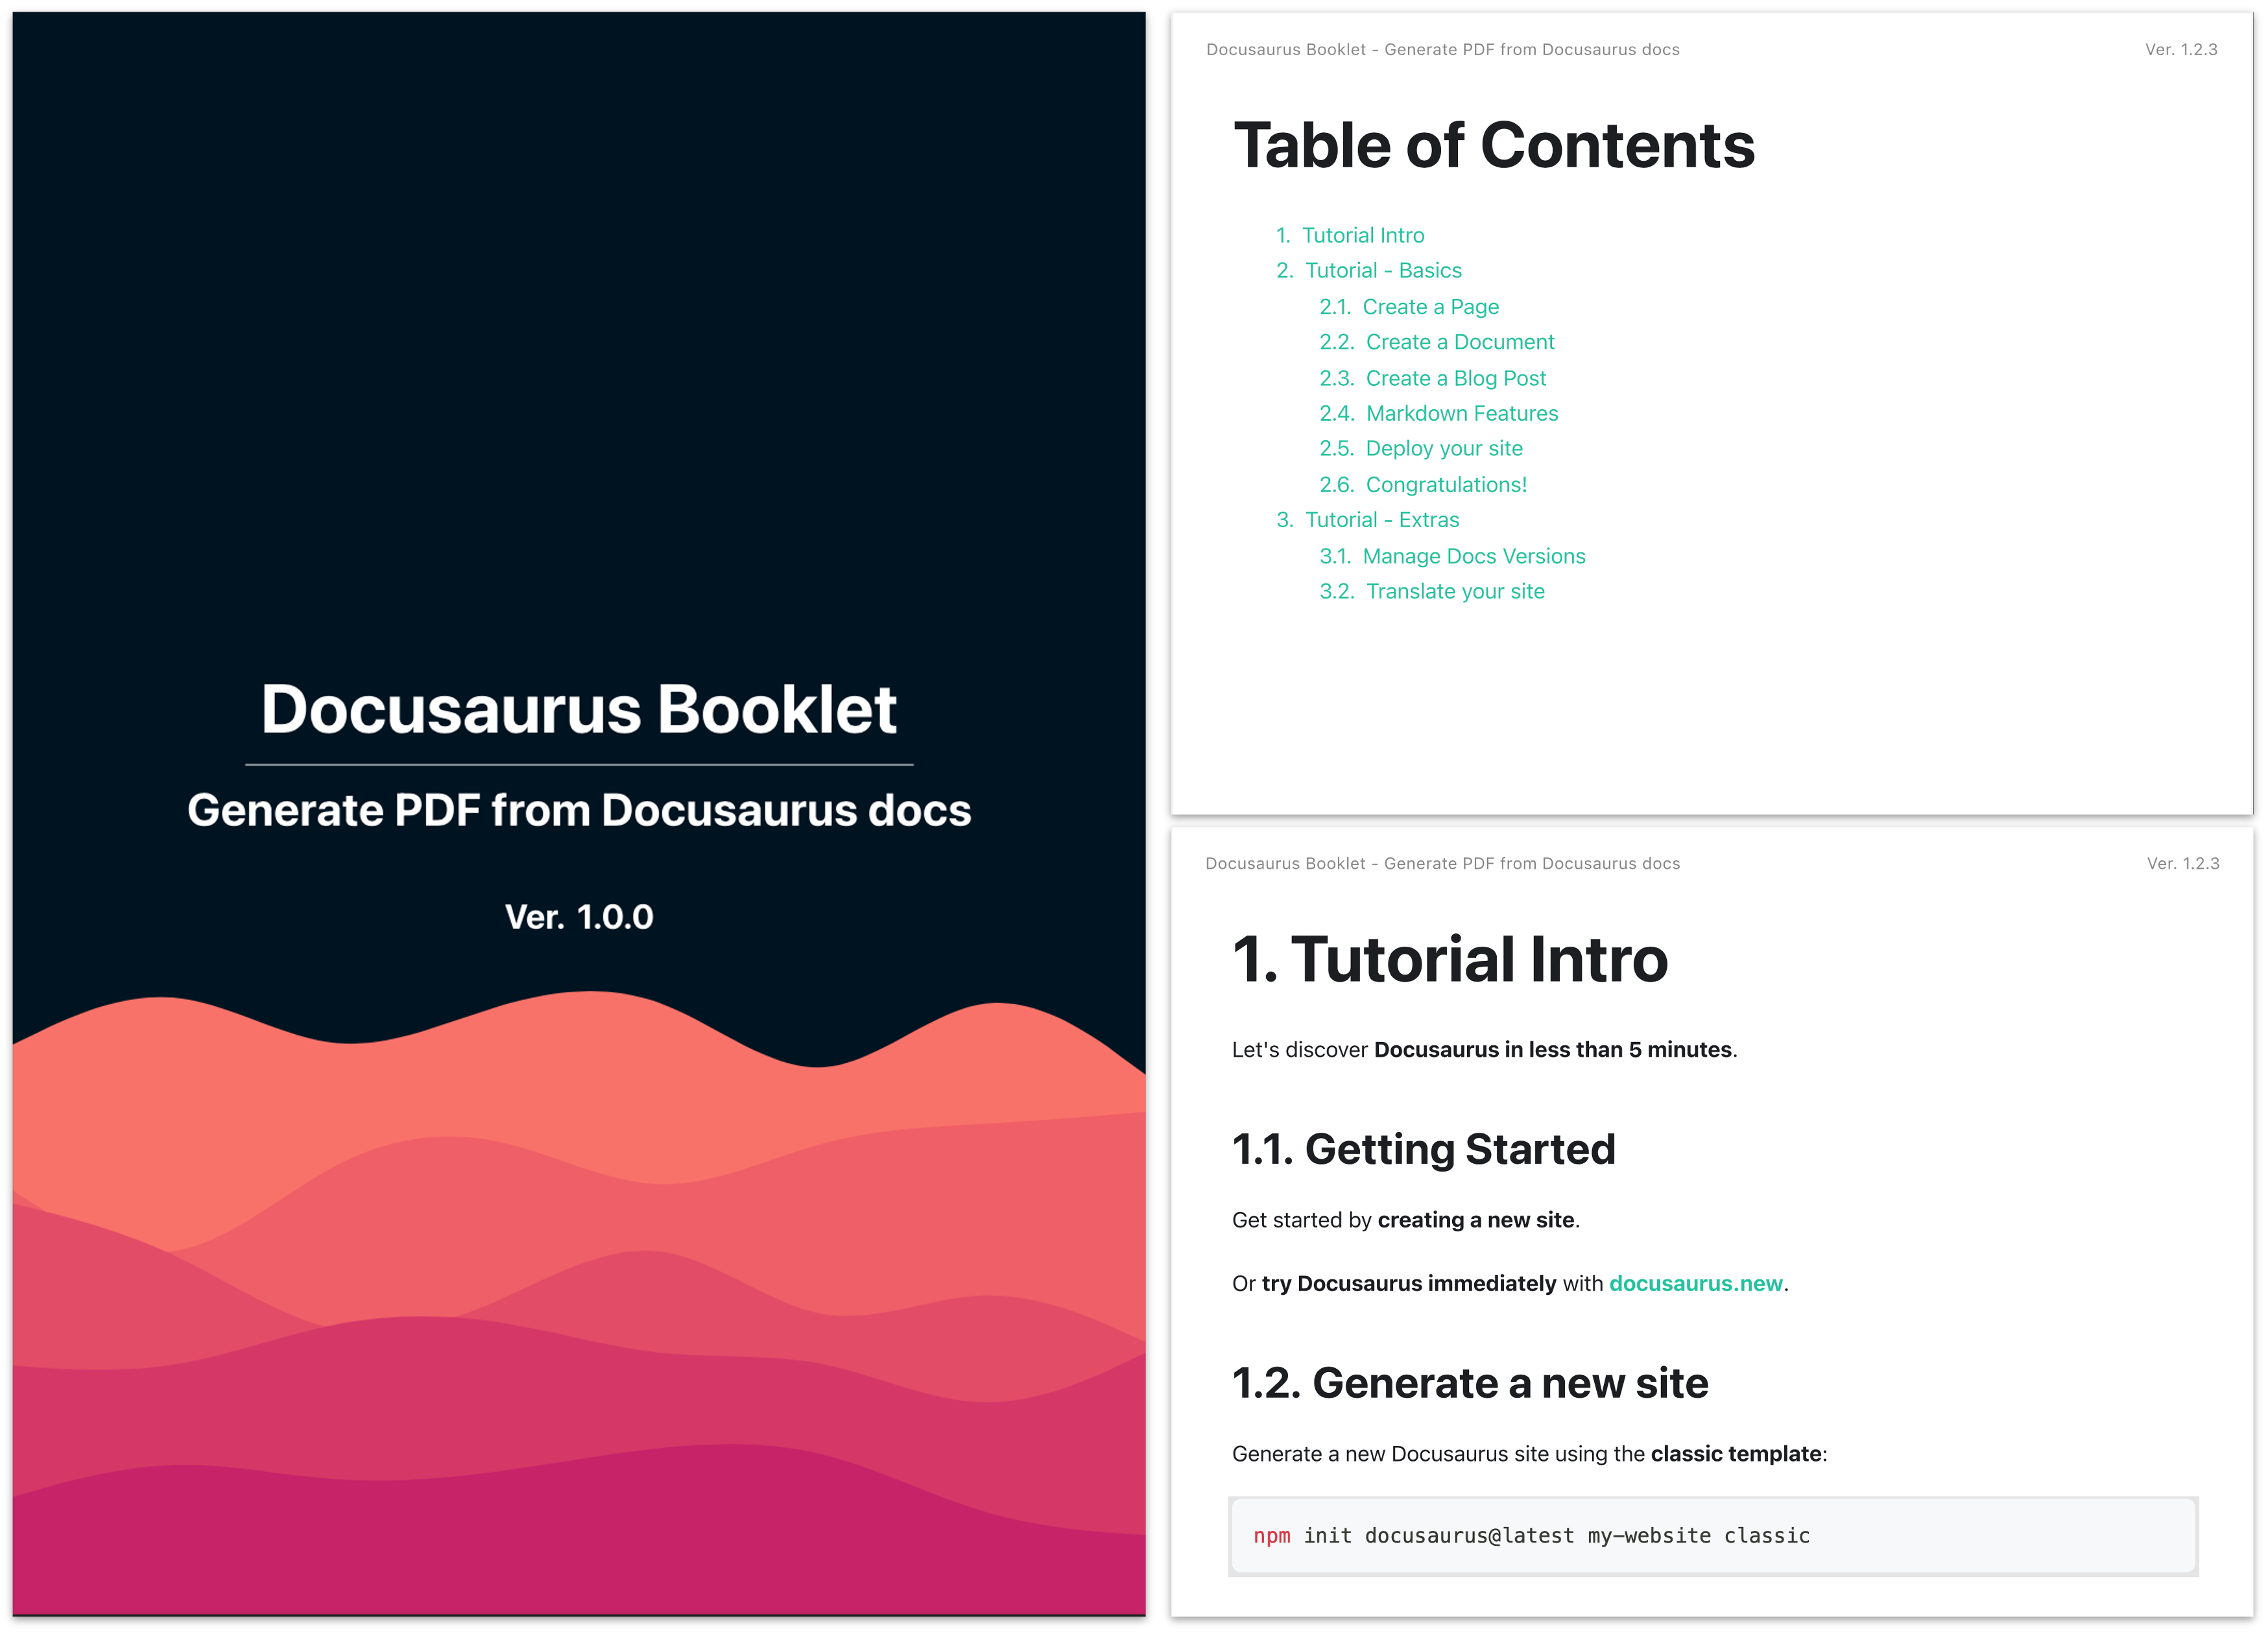 Docusaurus Booklet
Generate PDF from Docusaurus docs
Ver. 1.0.0
Docusaurus Booklet - Generate PDF from Docusaurus docs Ver. 1.2.3
Table of Contents
1. Tutorial Intro
2. Tutorial - Basics
2.1. Create a Page
2.2. Create a Document
2.3. Create a Blog Post
2.4. Markdown Features
2.5. Deploy your site
2.6. Congratulations!
3. Tutorial - Extras
3.1. Manage Docs Versions
3.2. Translate your site
Docusaurus Booklet - Generate PDF from Docusaurus docs Ver. 1.2.3
1. Tutorial Intro
Let's discover Docusaurus in less than 5 minutes.
1.1. Getting Started
Get started by creating a new site.
Or try Docusaurus immediately with docusaurus.new.
1.2. Generate a new site
Generate a new Docusaurus site using the classic template:
npm init docusaurus@latest my-website classic